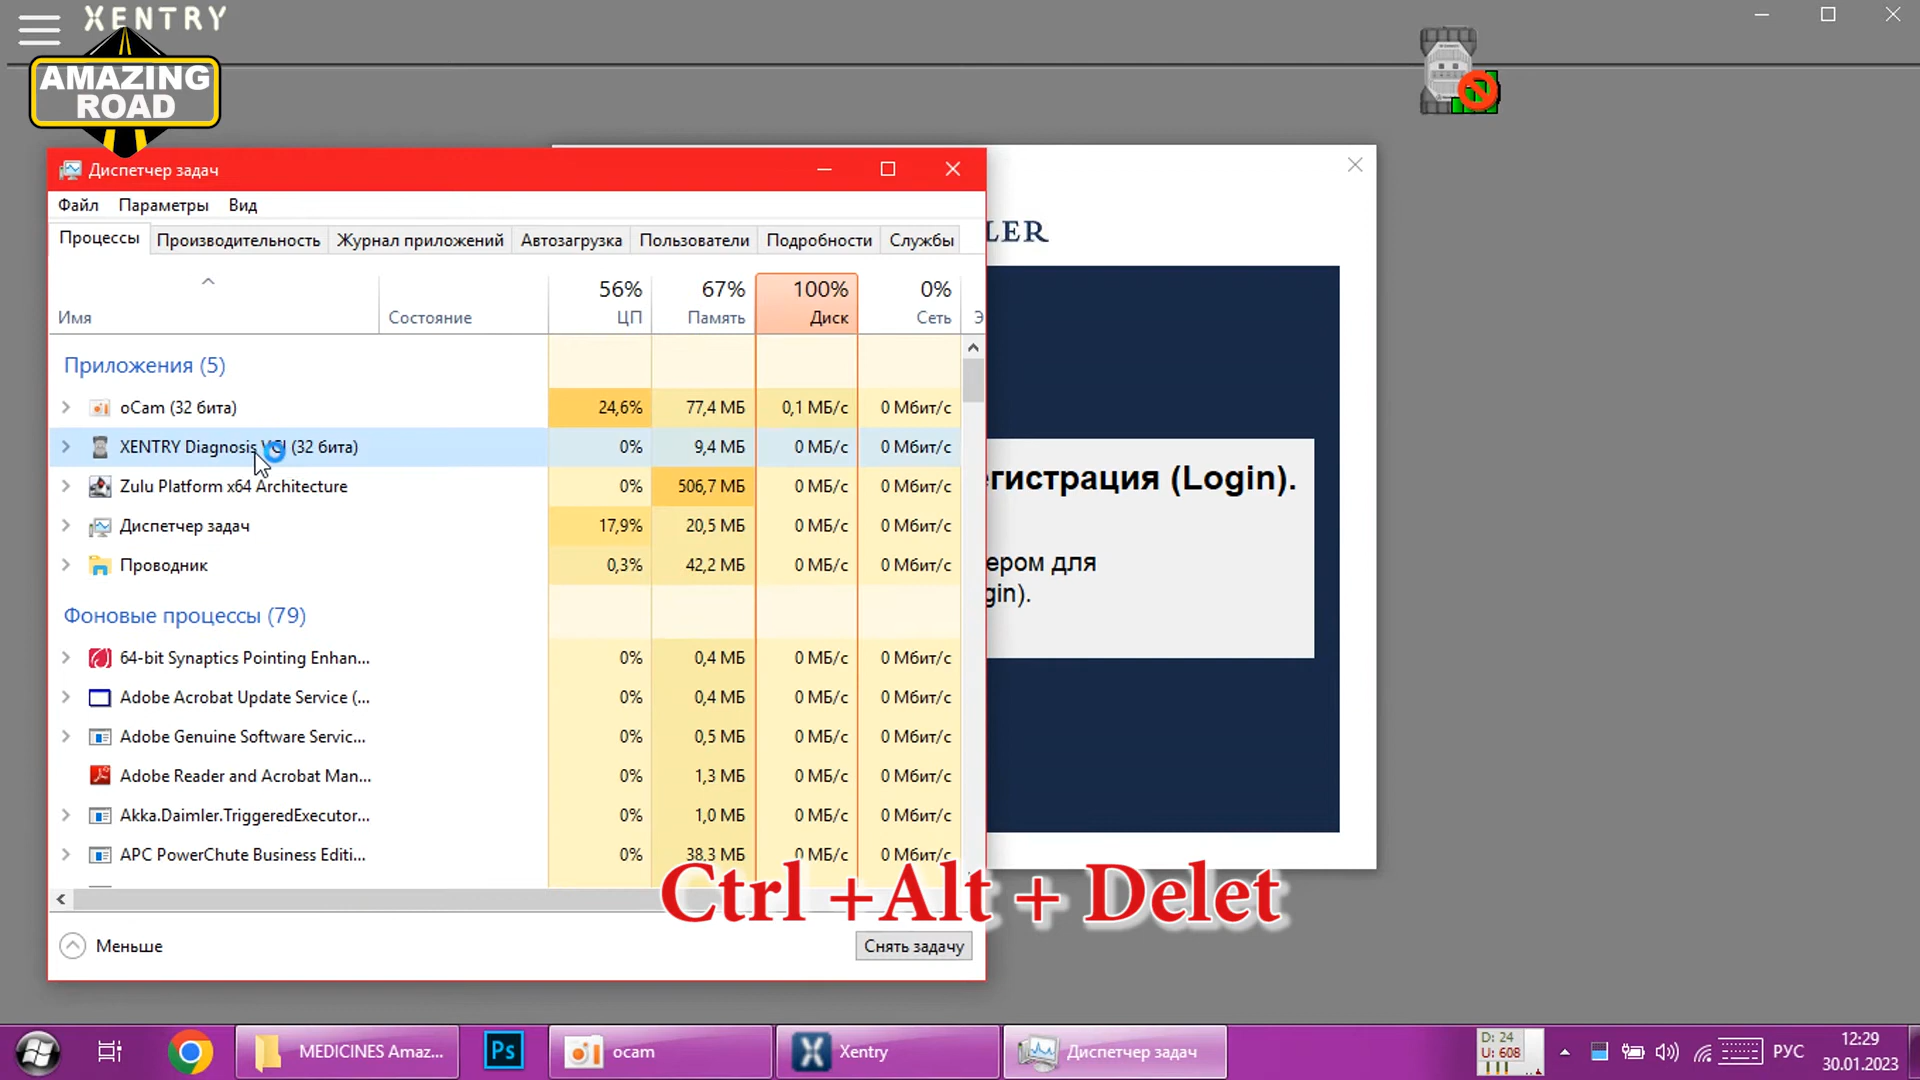 XENTRY
AMAZING
ROAD
Диспетчер задач
Файл Параметры Вид
Процессы Производительность Журнал приложений Автозагрузка Пользователи Подробности Службы
56% 67% 100% 0%
Имя Состояние ЦП Память Диск Сеть Э
Приложения (5)
oCam (32 бита) 24,6% 77,4 МБ 0,1 МБ/с 0 Мбит/с
XENTRY Diagnosis VCI (32 бита) 0% 9,4 МБ 0 МБ/с 0 Мбит/с
Zulu Platform x64 Architecture 0% 506,7 МБ 0 МБ/с 0 Мбит/с
Диспетчер задач 17,9% 20,5 МБ 0 МБ/с 0 Мбит/с
Проводник 0,3% 42,2 МБ 0 МБ/с 0 Мбит/с
Фоновые процессы (79)
64-bit Synaptics Pointing Enhan... 0% 0,4 МБ 0 МБ/с 0 Мбит/с
Adobe Acrobat Update Service (... 0% 0,4 МБ 0 МБ/с 0 Мбит/с
Adobe Genuine Software Servic... 0% 0,5 МБ 0 МБ/с 0 Мбит/с
Adobe Reader and Acrobat Man... 0% 1,3 МБ 0 МБ/с 0 Мбит/с
Akka.Daimler.TriggeredExecutor... 0% 1,0 МБ 0 МБ/с 0 Мбит/с
APC PowerChute Business Editi... 0% 38,3 МБ 0 МБ/с 0 Мбит/с
Меньше Снять задачу
LER
егистрация (Login).
ером для
gin).
Ctrl +Alt + Delet
MEDICINES Amaz... Ps ocam X Xentry Диспетчер задач
D: 24
U: 608
РУС
12:29
30.01.2023